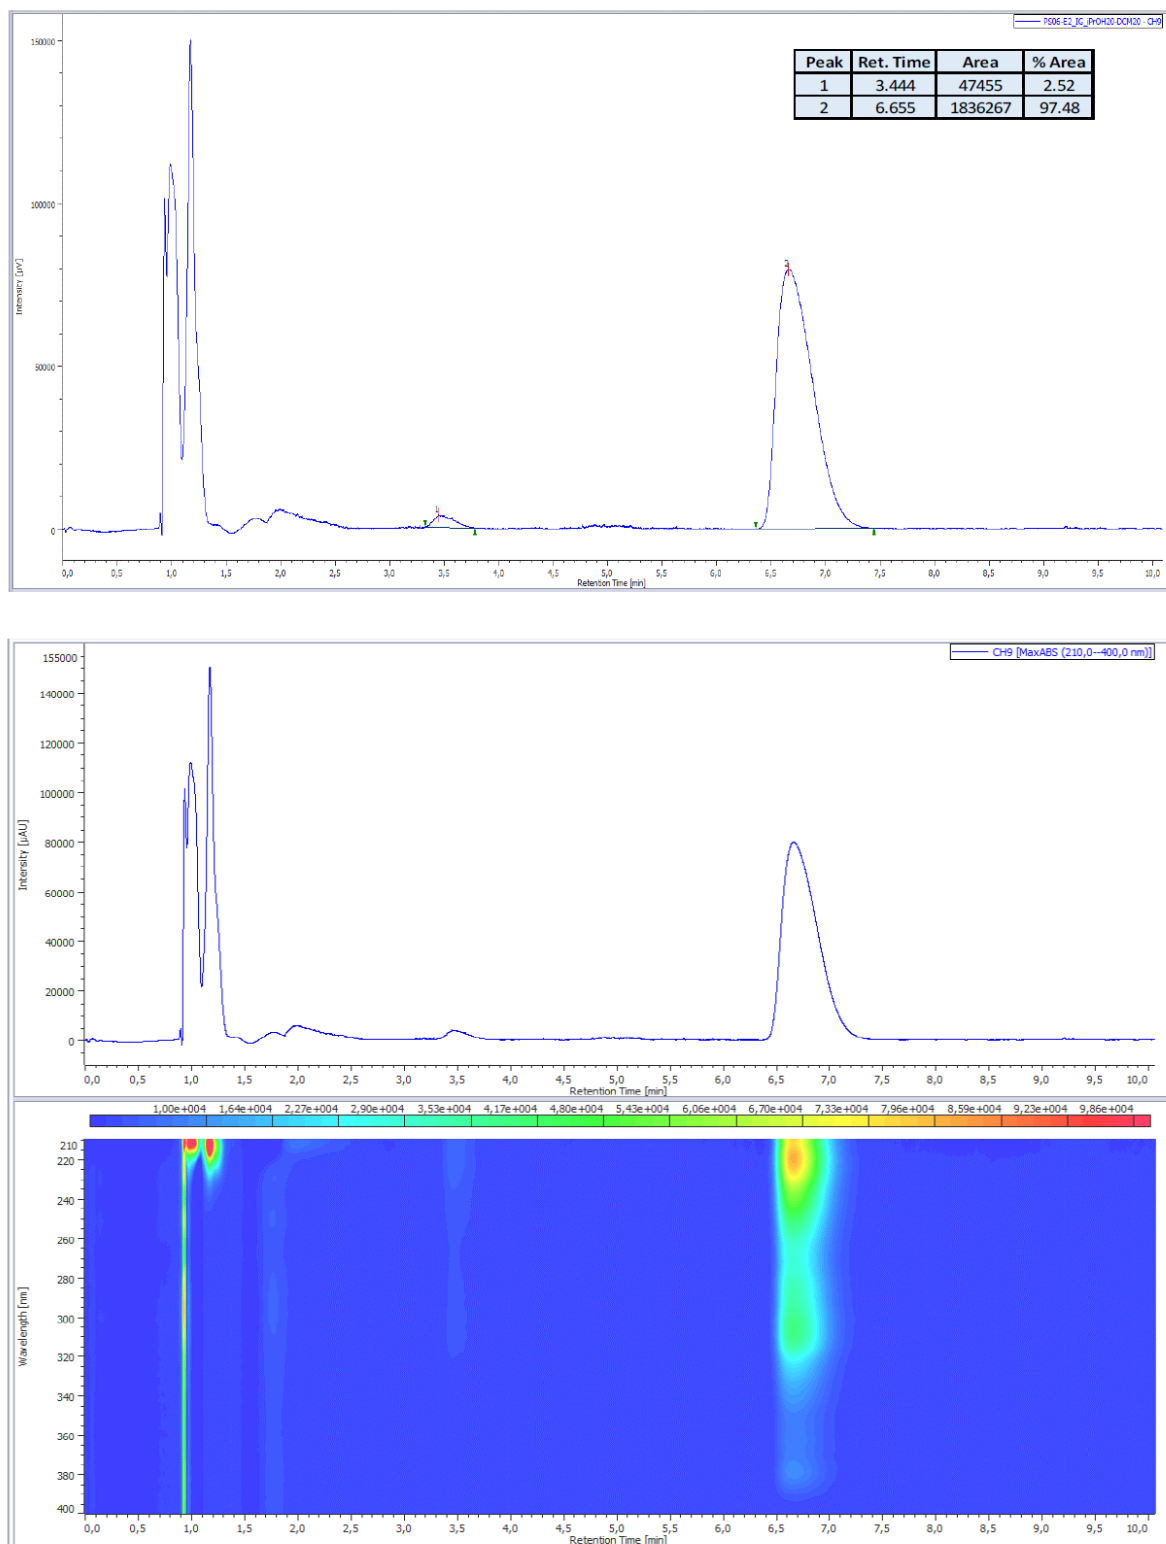 PS06-E2_IG_iPrOH20-DCM20 - CH9
Peak Ret. Time Area % Area
1 3.444 47455 2.52
2 6.655 1836267 97.48
150000
100000
50000
0
Intensity [µV]
1
2
0,0 0,5 1,0 1,5 2,0 2,5 3,0 3,5 4,0 4,5 5,0 5,5 6,0 6,5 7,0 7,5 8,0 8,5 9,0 9,5 10,0
Retention Time [min]
CH9 [MaxABS (210,0--400,0 nm)]
155000
140000
120000
100000
80000
60000
40000
20000
0
Intensity [µAU]
0,0 0,5 1,0 1,5 2,0 2,5 3,0 3,5 4,0 4,5 5,0 5,5 6,0 6,5 7,0 7,5 8,0 8,5 9,0 9,5 10,0
Retention Time [min]
1,00e+004 1,64e+004 2,27e+004 2,90e+004 3,53e+004 4,17e+004 4,80e+004 5,43e+004 6,06e+004 6,70e+004 7,33e+004 7,96e+004 8,59e+004 9,23e+004 9,86e+004
210
220
240
260
280
300
320
340
360
380
400
Wavelength [nm]
0,0 0,5 1,0 1,5 2,0 2,5 3,0 3,5 4,0 4,5 5,0 5,5 6,0 6,5 7,0 7,5 8,0 8,5 9,0 9,5 10,0
Retention Time [min]